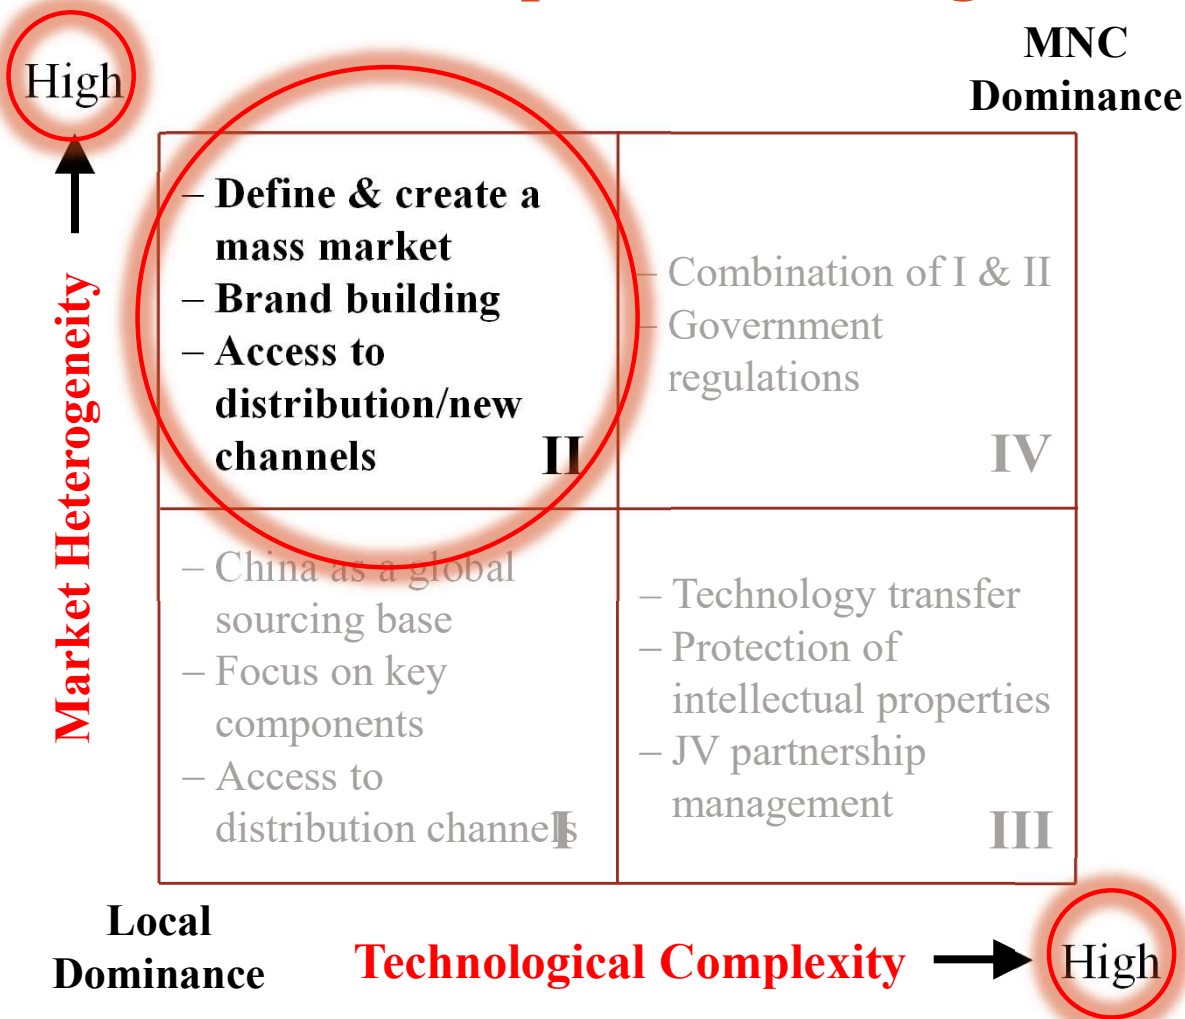 High
MNC
Dominance
– Define & create a
mass market
– Brand building
– Access to
distribution/new
channels
II
– Combination of I & II
– Government
regulations
IV
Market Heterogeneity
– China as a global
sourcing base
– Focus on key
components
– Access to
distribution channels
I
– Technology transfer
– Protection of
intellectual properties
– JV partnership
management
III
Local
Dominance
Technological Complexity
High